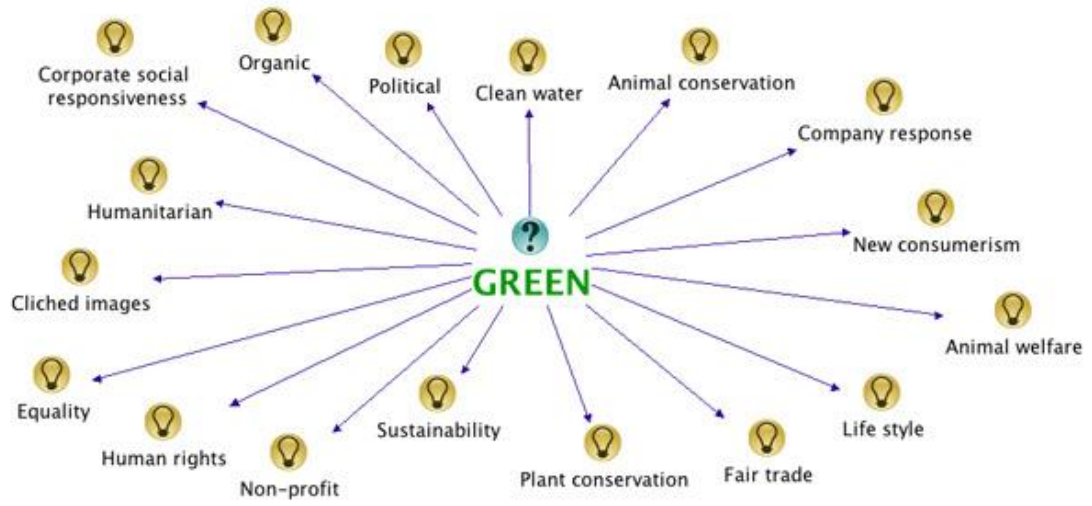 Organic
Political
Corporate social
responsiveness
Clean water
Animal conservation
Company response
Humanitarian
New consumerism
?
GREEN
Cliched images
Animal welfare
Equality
Life style
Sustainability
Human rights
Fair trade
Plant conservation
Non-profit